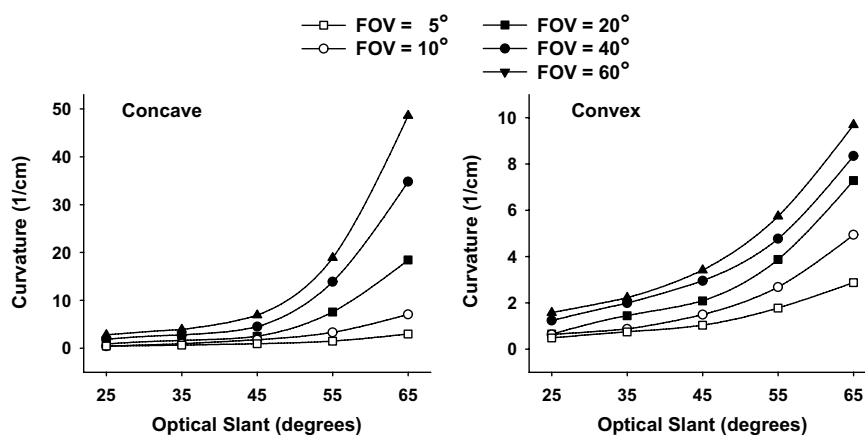 FOV = 5°
FOV = 10°
FOV = 20°
FOV = 40°
FOV = 60°
Concave
50
40
30
20
10
0
Curvature (1/cm)
25 35 45 55 65
Optical Slant (degrees)
Convex
10
8
6
4
2
0
Curvature (1/cm)
25 35 45 55 65
Optical Slant (degrees)